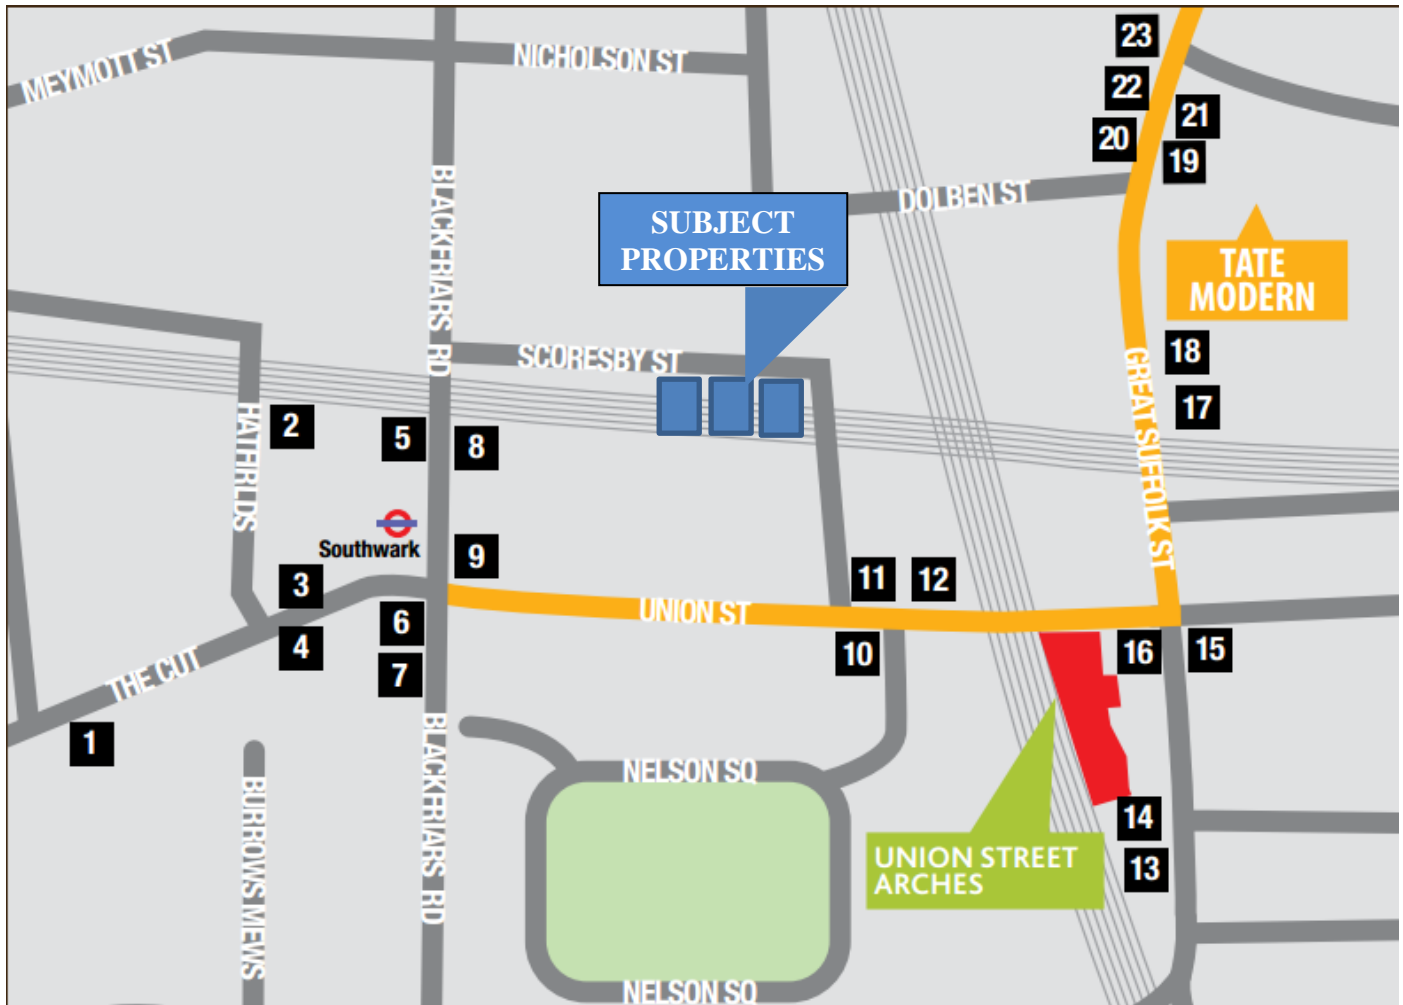 23
MEYMOTT ST
NICHOLSON ST
22
21
20
19
DOLBEN ST
BLACKFRIARS RD
SUBJECT
PROPERTIES
TATE
MODERN
SCORESBY ST
18
17
GREAT SUFFOLK ST
HATFIRLDS
2
5
8
Southwark
9
3
11
12
UNION ST
6
4
10
16
15
7
THE CUT
1
BLACKFRIARS RD
NELSON SQ
BURROWS MEWS
14
UNION STREET
ARCHES
13
NELSON SQ